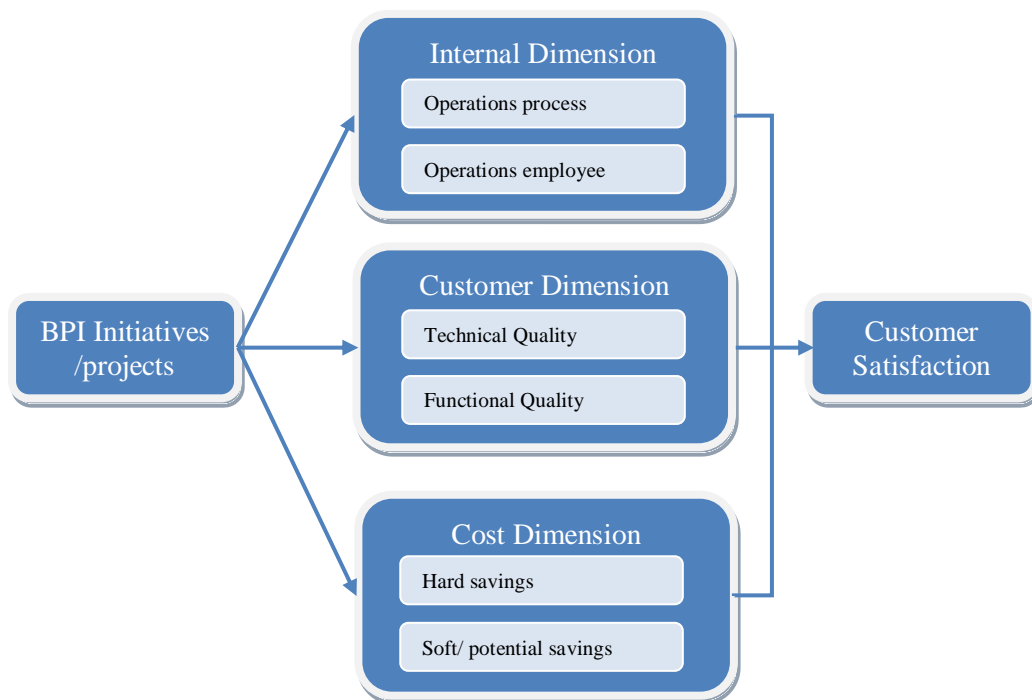 Internal Dimension
Operations process
Operations employee
Customer Dimension
Technical Quality
Functional Quality
BPI Initiatives
/projects
Customer
Satisfaction
Cost Dimension
Hard savings
Soft/ potential savings